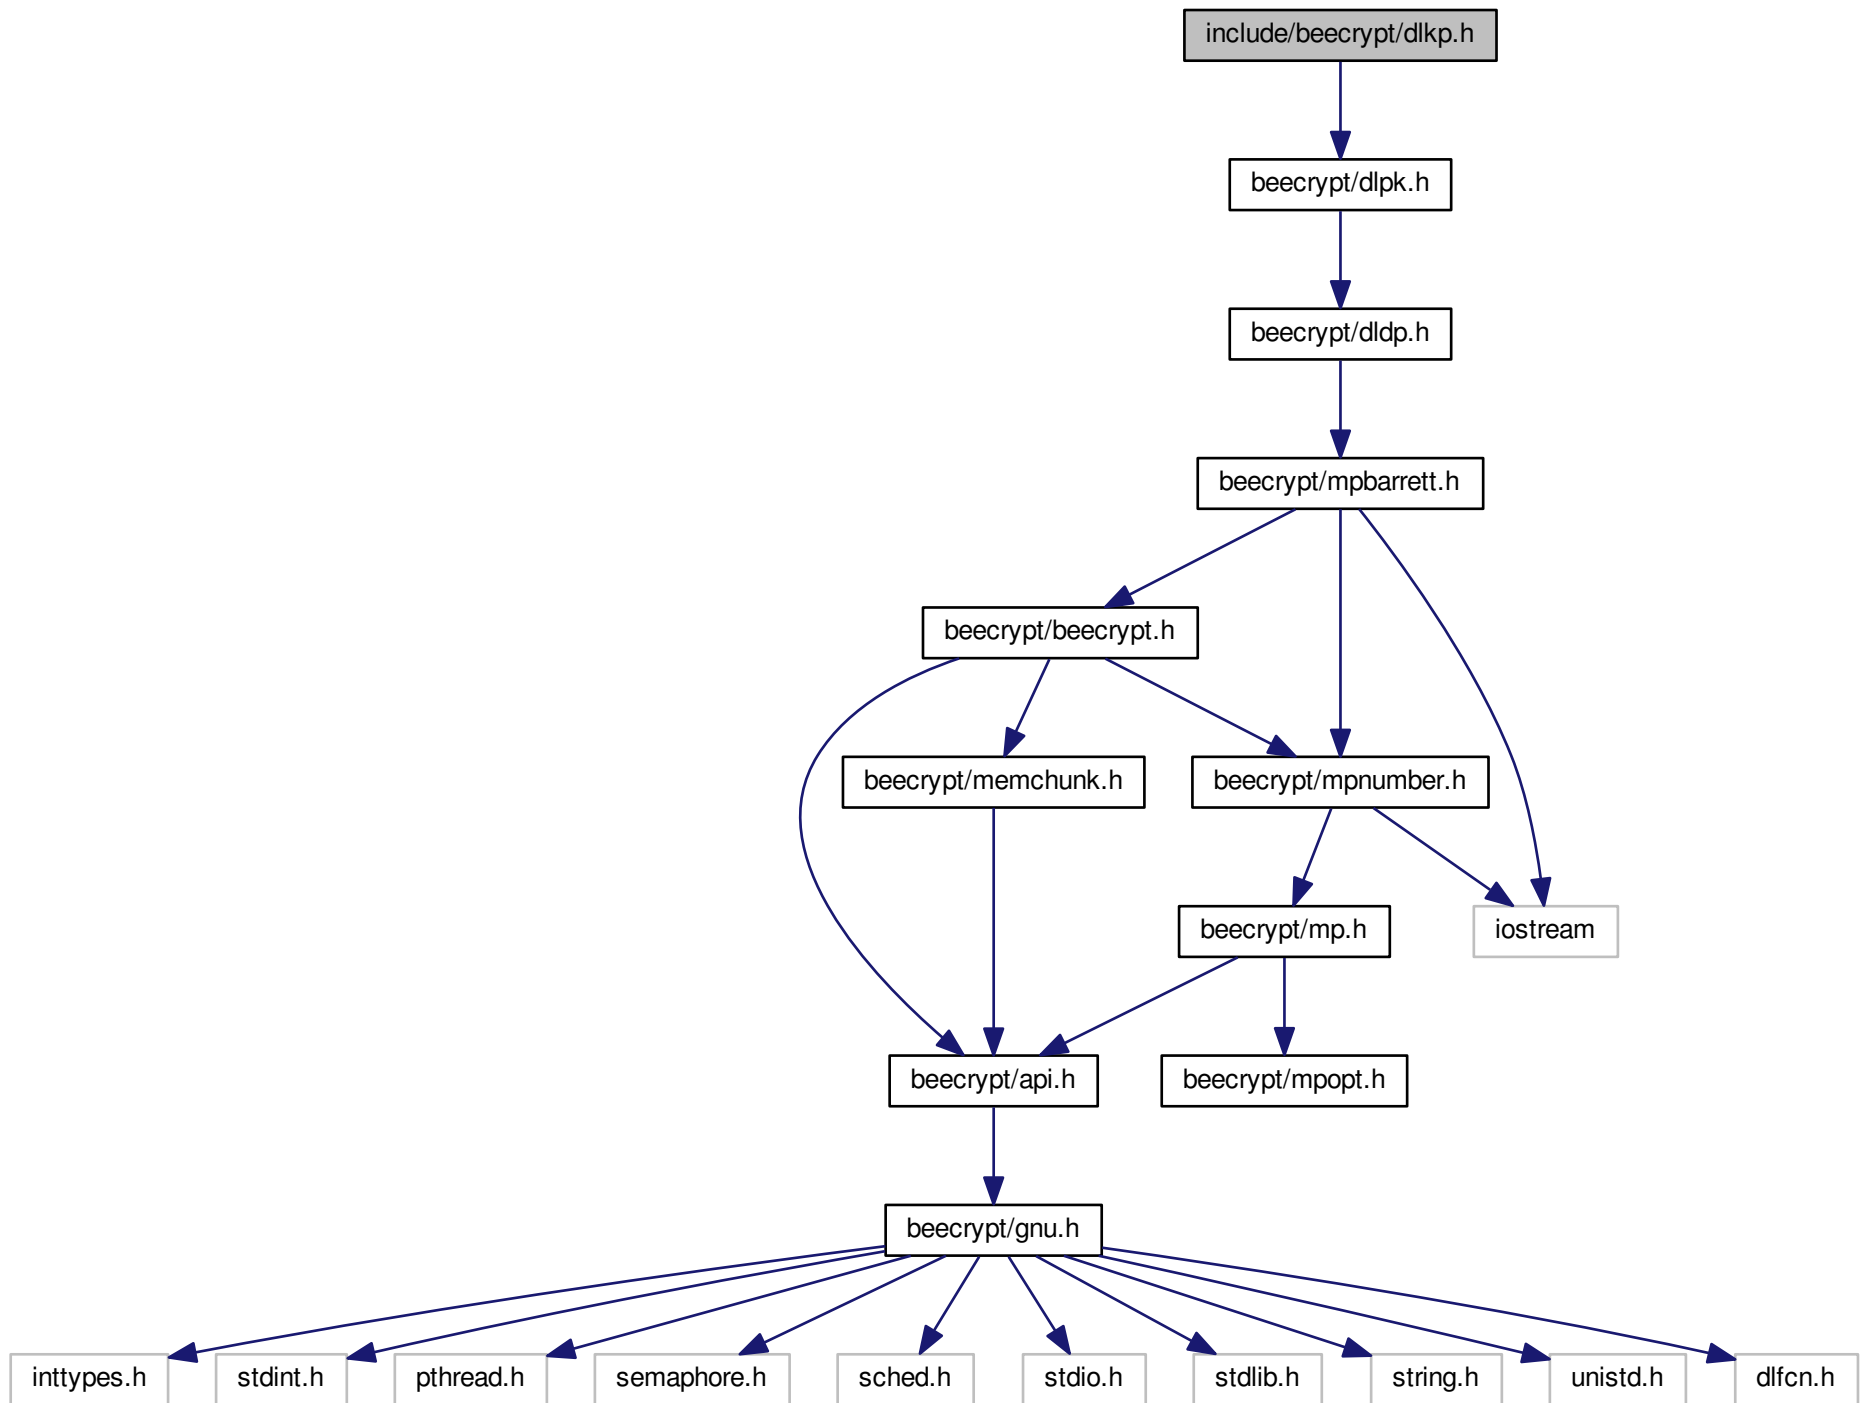 include/beecrypt/dlkp.h
beecrypt/dlpk.h
beecrypt/dldp.h
beecrypt/mpbarrett.h
beecrypt/beecrypt.h
beecrypt/memchunk.h
beecrypt/mpnumber.h
beecrypt/mp.h
iostream
beecrypt/api.h
beecrypt/mpopt.h
beecrypt/gnu.h
inttypes.h
stdint.h
pthread.h
semaphore.h
sched.h
stdio.h
stdlib.h
string.h
unistd.h
dlfcn.h